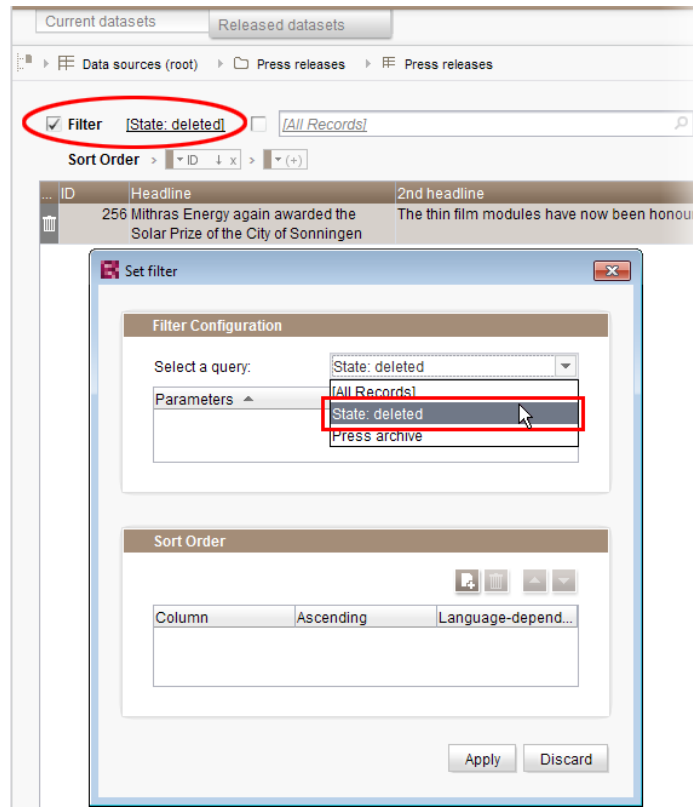 Current datasets
Released datasets
Data sources (root) Press releases Press releases
Filter [State: deleted] [All Records]
Sort Order > ID ↓ x > (+)
... ID Headline 2nd headline
256 Mithras Energy again awarded the The thin film modules have now been honou
Solar Prize of the City of Sonningen
Set filter
Filter Configuration
Select a query: State: deleted
Parameters
[All Records]
State: deleted
Press archive
Sort Order
Column Ascending Language-depend...
Apply Discard